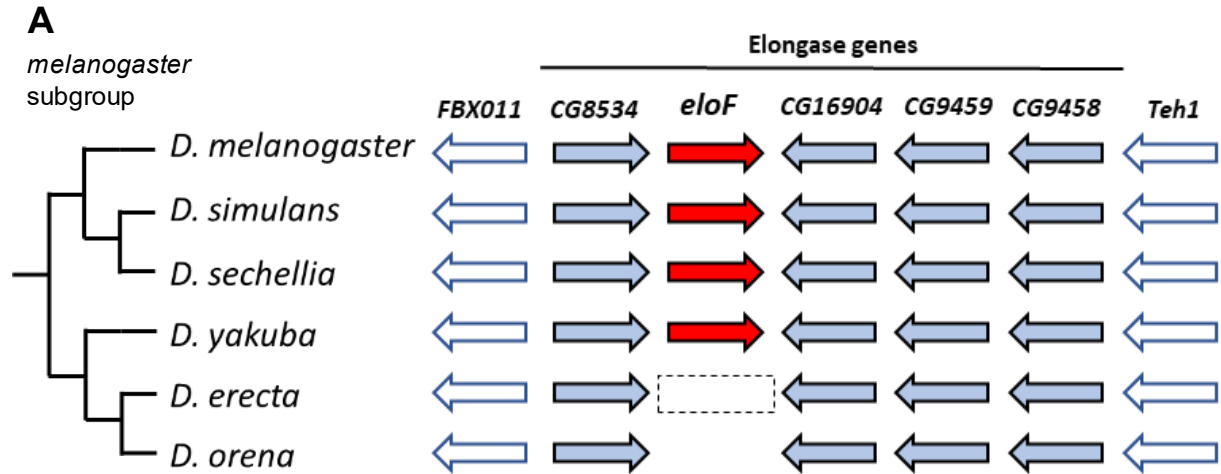 A
melanogaster
subgroup
Elongase genes
FBX011 CG8534 eloF CG16904 CG9459 CG9458 Teh1
D. melanogaster
D. simulans
D. sechellia
D. yakuba
D. erecta
D. orena